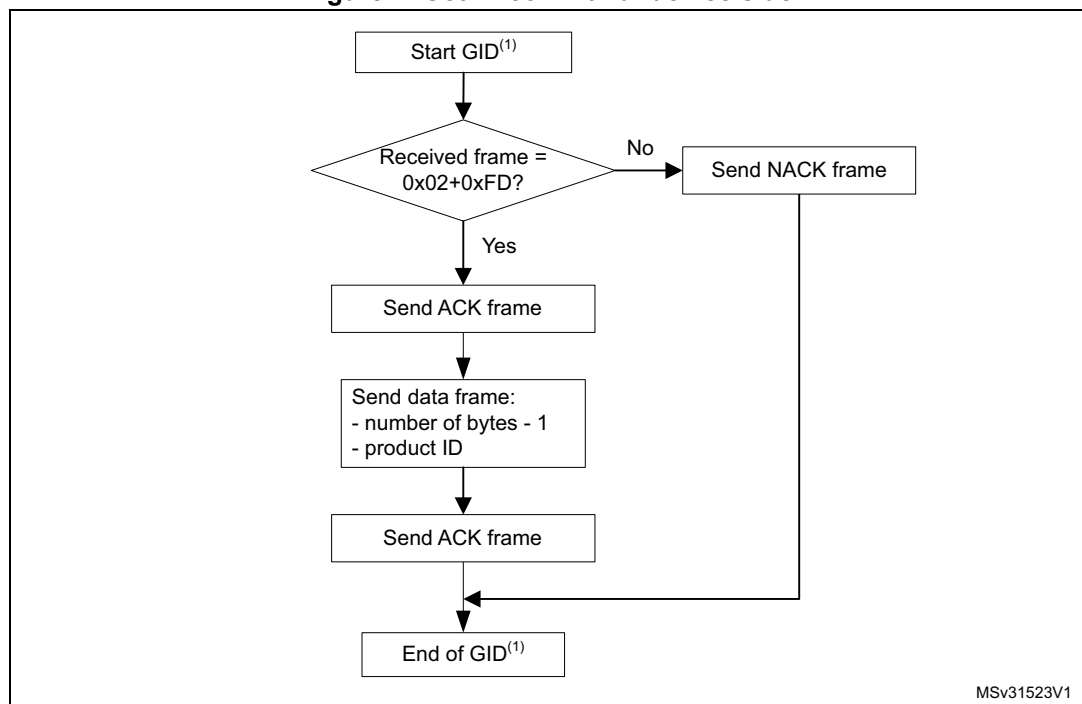 Start GID(1)
Received frame =
0x02+0xFD?
No
Send NACK frame
Yes
Send ACK frame
Send data frame:
- number of bytes - 1
- product ID
Send ACK frame
End of GID(1)
MSv31523V1